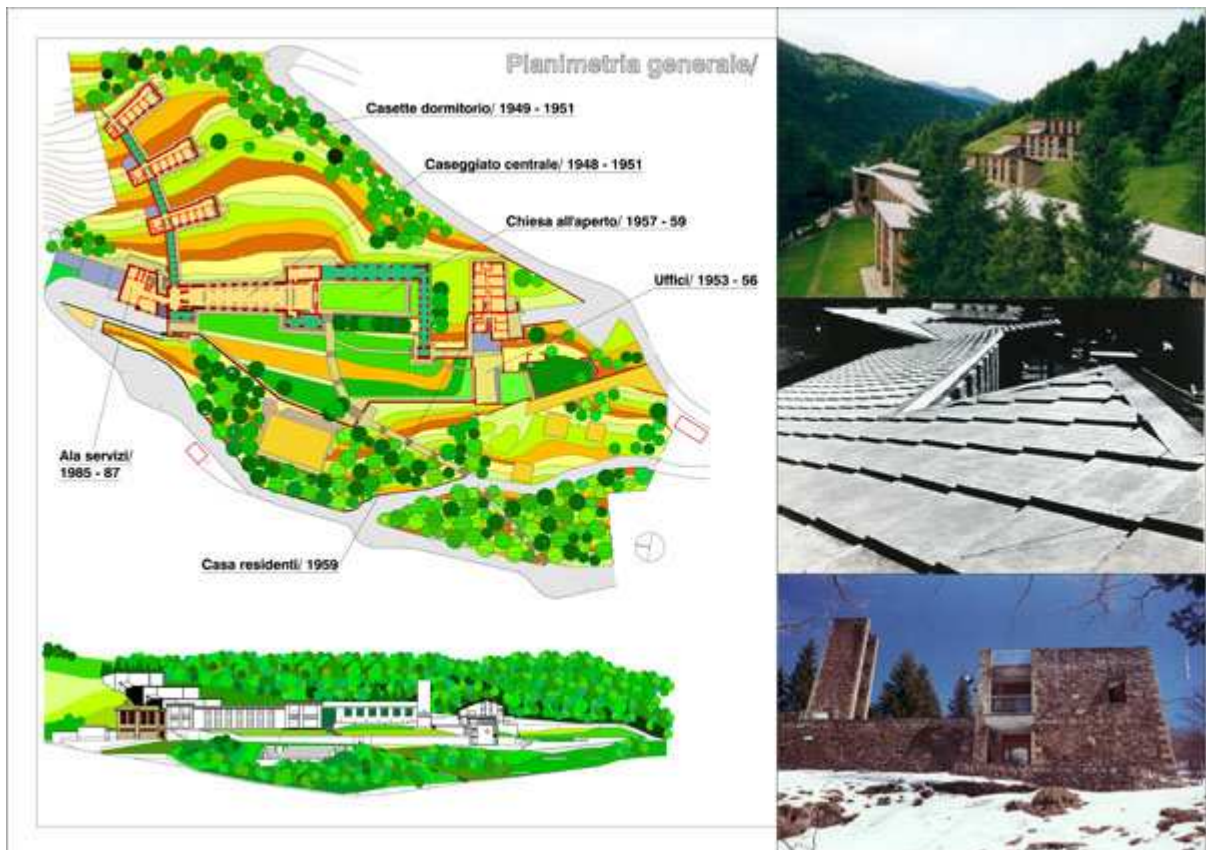 Planimetria generale/
Casette dormitorio/ 1949 - 1951
Caseggiato centrale/ 1948 - 1951
Chiesa all'aperto/ 1957 - 59
Uffici/ 1953 - 56
Ala servizi/
1985 - 87
Casa residenti/ 1959